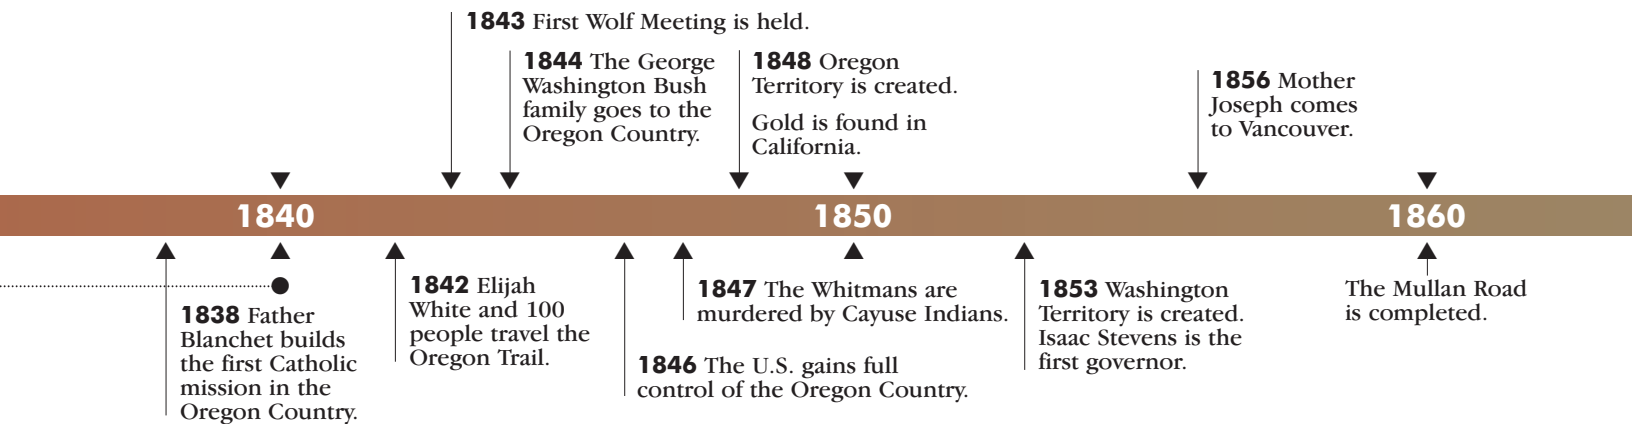 1843 First Wolf Meeting is held.
1844 The George
Washington Bush
family goes to the
Oregon Country.
1848 Oregon
Territory is created.
Gold is found in
California.
1856 Mother
Joseph comes
to Vancouver.
1840
1850
1860
1838 Father
Blanchet builds
the first Catholic
mission in the
Oregon Country.
1842 Elijah
White and 100
people travel the
Oregon Trail.
1846 The U.S. gains full
control of the Oregon Country.
1847 The Whitmans are
murdered by Cayuse Indians.
1853 Washington
Territory is created.
Isaac Stevens is the
first governor.
The Mullan Road
is completed.